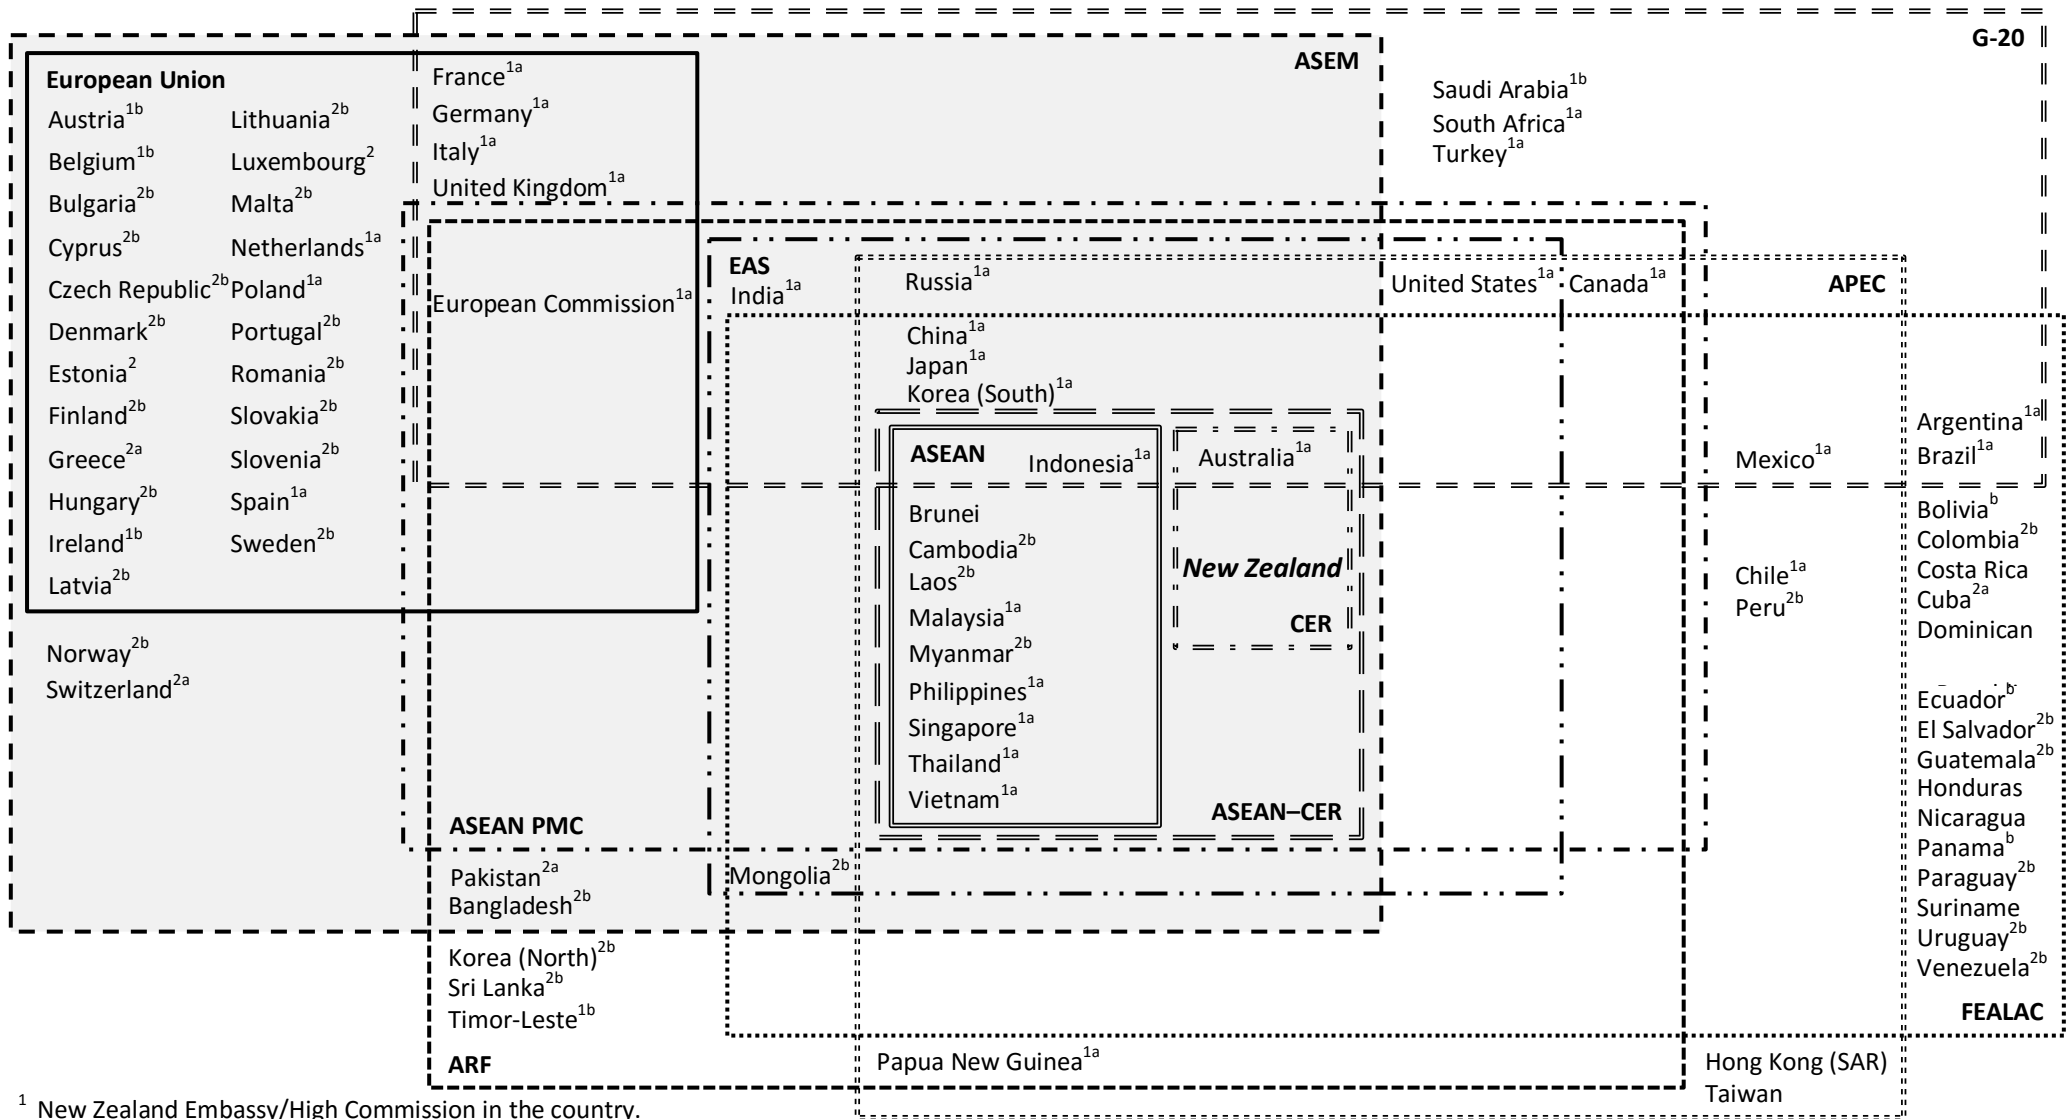 G-20
ASEM
European Union
Austria1b
Belgium1b
Bulgaria2b
Cyprus2b
Czech Republic2b
Denmark2b
Estonia2
Finland2b
Greece2a
Hungary2b
Ireland1b
Latvia2b
Lithuania2b
Luxembourg2
Malta2b
Netherlands1a
Poland1a
Portugal2b
Romania2b
Slovakia2b
Slovenia2b
Spain1a
Sweden2b
France1a
Germany1a
Italy1a
United Kingdom1a
Saudi Arabia1b
South Africa1a
Turkey1a
European Commission1a
EAS
India1a
Russia1a
United States1a
Canada1a
APEC
China1a
Japan1a
Korea (South)1a
ASEAN
Indonesia1a
Australia1a
Mexico1a
Argentina1a
Brazil1a
Brunei
Cambodia2b
Laos2b
Malaysia1a
Myanmar2b
Philippines1a
Singapore1a
Thailand1a
Vietnam1a
New Zealand
CER
ASEAN–CER
Chile1a
Peru2b
Boliviab
Colombia2b
Costa Rica
Cuba2a
Dominican
Ecuadorb
El Salvador2b
Guatemala2b
Honduras
Nicaragua
Panamab
Paraguay2b
Suriname
Uruguay2b
Venezuela2b
FEALAC
Norway2b
Switzerland2a
ASEAN PMC
Pakistan2a
Bangladesh2b
Mongolia2b
Korea (North)2b
Sri Lanka2b
Timor-Leste1b
ARF
Papua New Guinea1a
Hong Kong (SAR)
Taiwan
1 New Zealand Embassy/High Commission in the country.